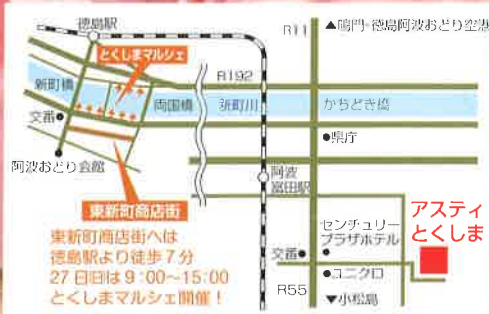 徳島駅
R11
▲鳴門・徳島阿波おどり空港
とくしまマルシェ
R192
新町橋
両国橋
新町川
かちどき橋
交番
県庁
阿波おどり会館
阿波
富田駅
東新町商店街
アスティ
とくしま
センチュリー
プラザホテル
東新町商店街へは
徳島駅より徒歩7分
27日㊐は9:00〜15:00
とくしまマルシェ開催!
交番
ユニクロ
R55
▼小松島